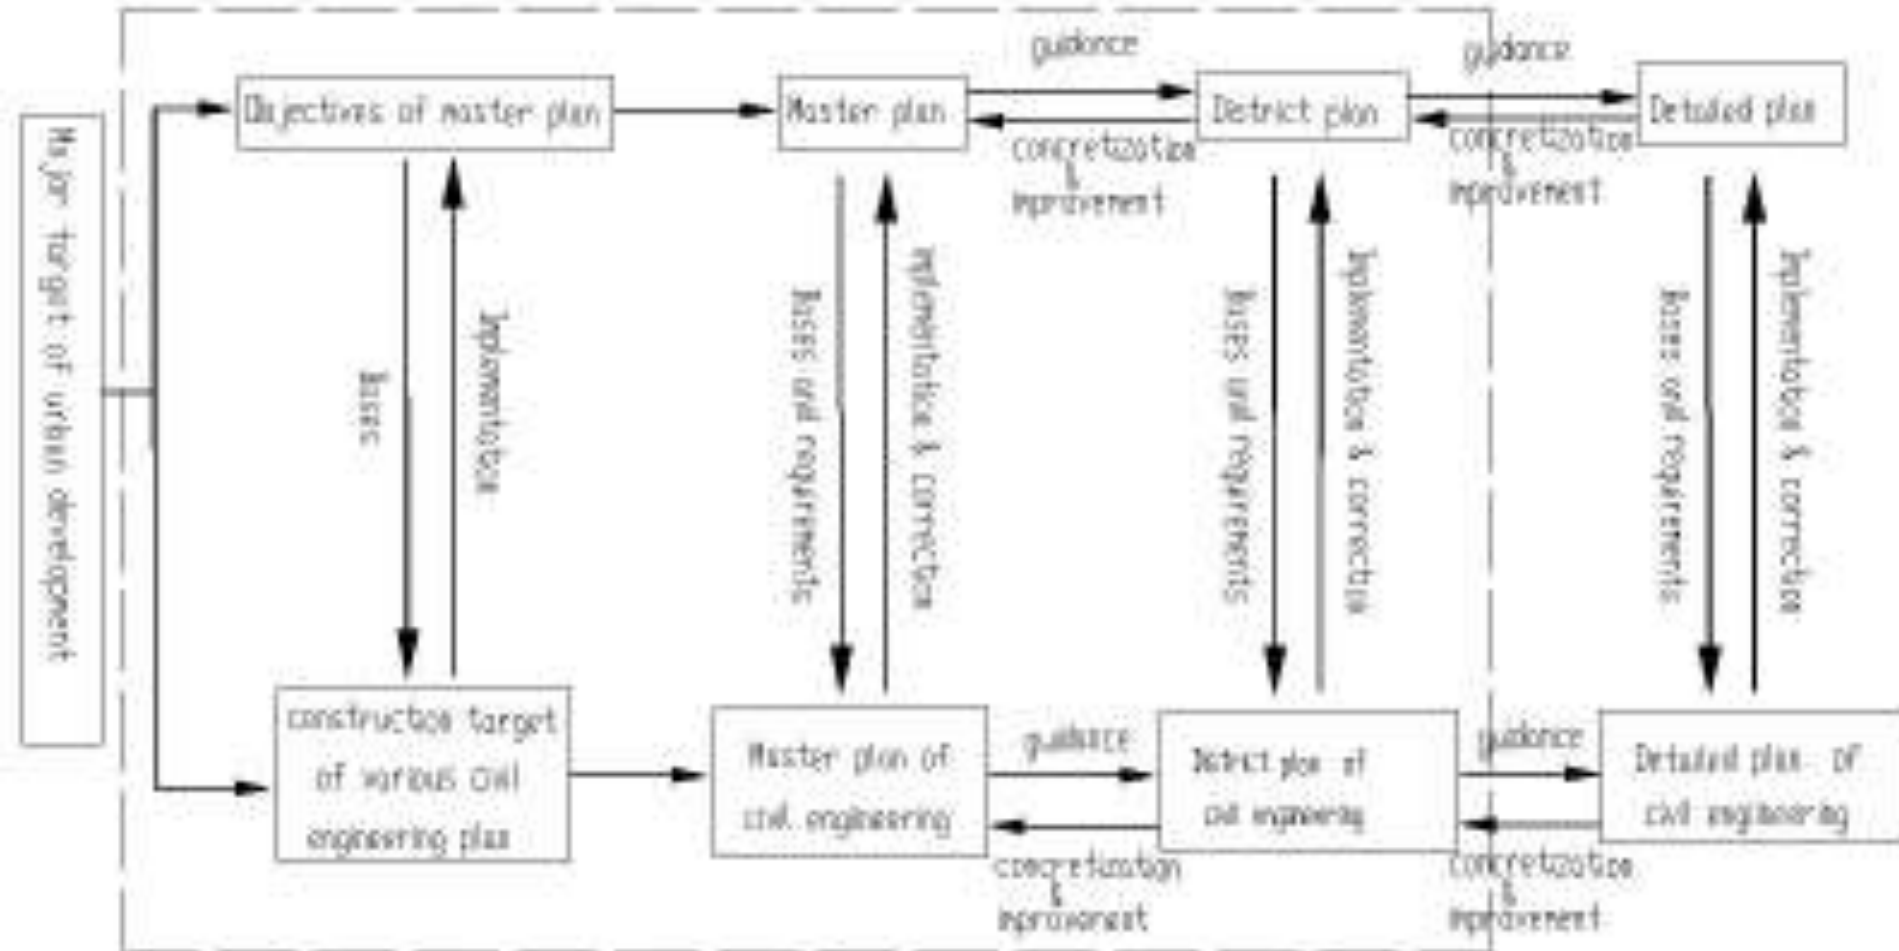 guidance
guidance
Objectives of master plan
Master plan
District plan
Detailed plan
concretization
&
improvement
concretization
&
improvement
Major target of urban development
Bases
Implementation
Bases and requirements
Implementation & correction
Bases and requirements
Implementation & correction
Bases and requirements
Implementation & correction
construction target
of various civil
engineering plan
Master plan of
civil engineering
guidance
District plan of
civil engineering
guidance
Detailed plan of
civil engineering
concretization
&
improvement
concretization
&
improvement